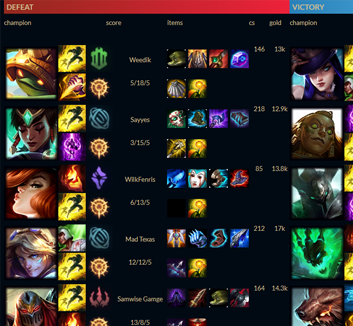 DEFEAT VICTORY
champion score items cs gold champion
Weedik 146 13k
5/18/5
Sayyes 218 12.9k
3/15/5
WilkFenris 85 13.8k
6/13/5
Mad Texas 212 17k
12/12/5
Samwise Gamge 164 14.3k
13/8/5